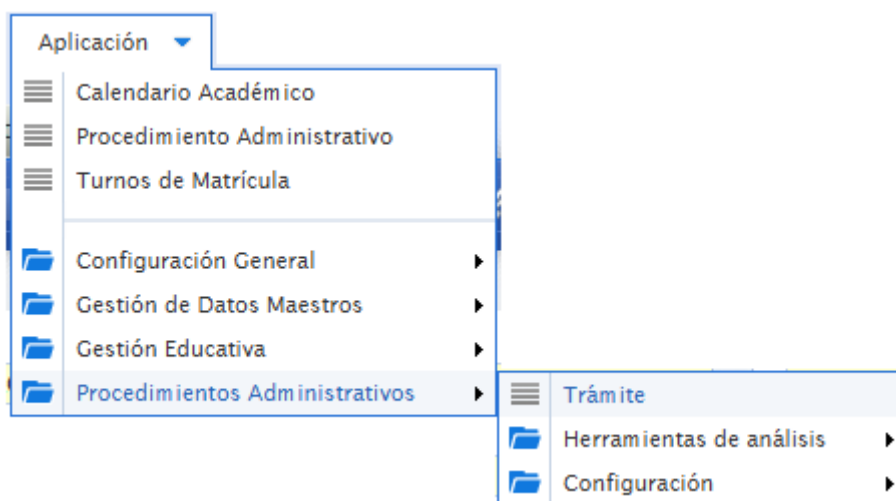 Aplicación
Calendario Académico
Procedimiento Administrativo
Turnos de Matrícula
Configuración General
Gestión de Datos Maestros
Gestión Educativa
Procedimientos Administrativos
Trámite
Herramientas de análisis
Configuración